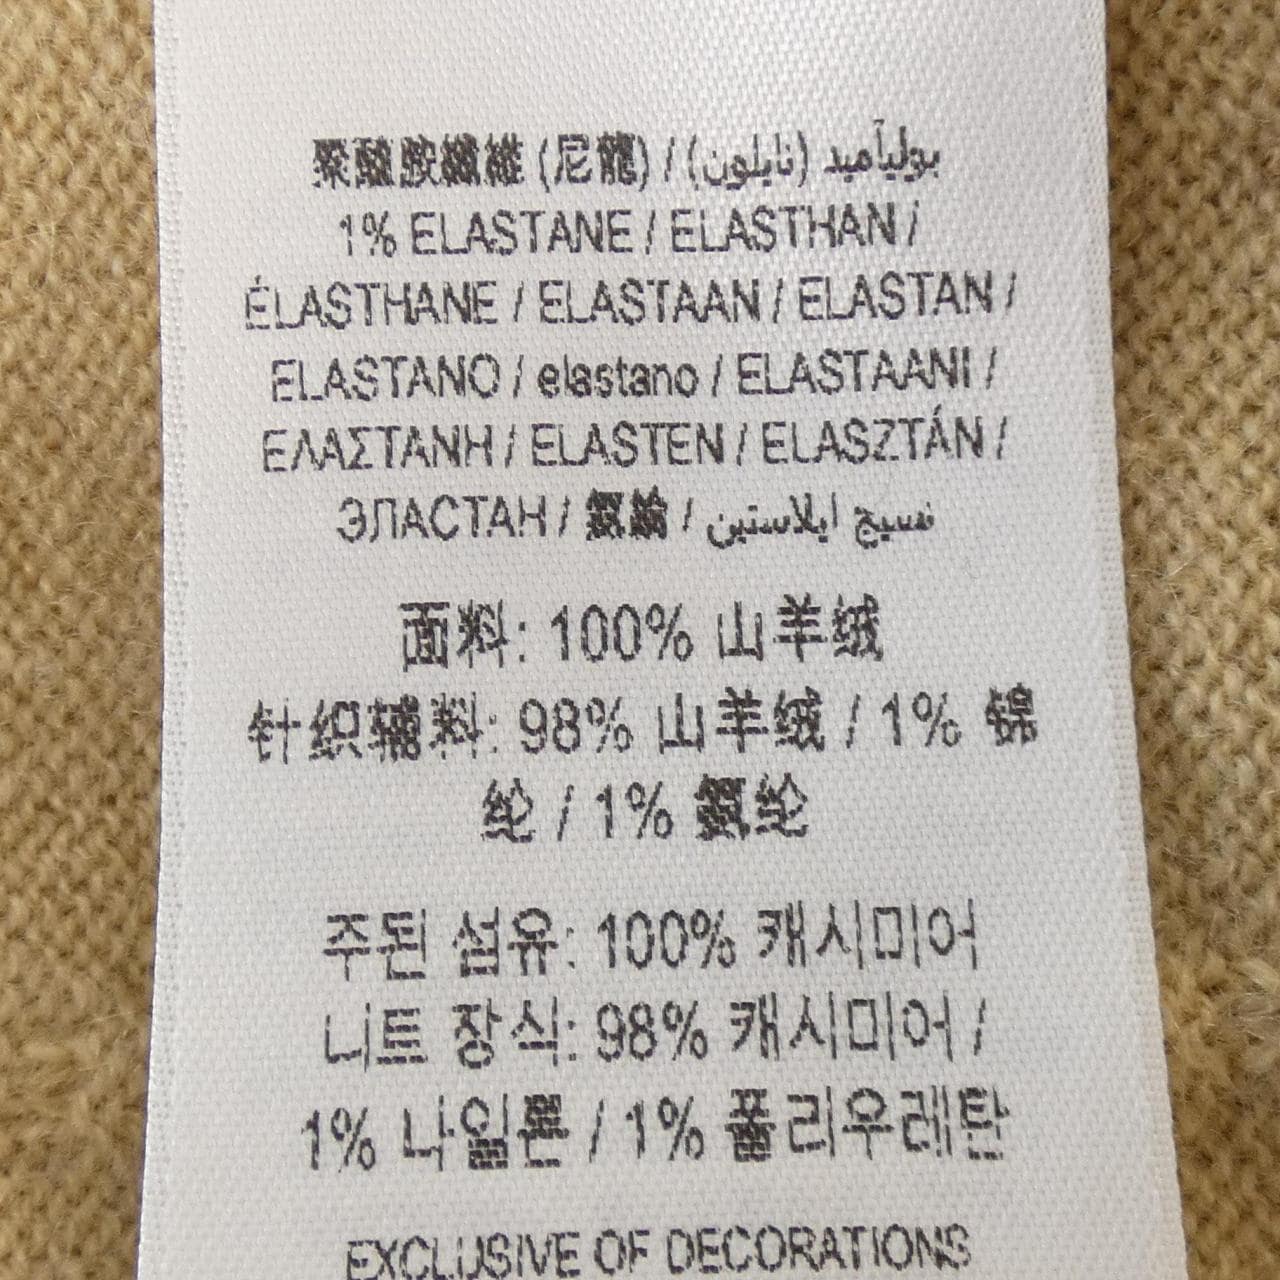 聚醯胺纖維 (尼龍) / بوليآميد (نايلون)
1% ELASTANE / ELASTHAN /
ÉLASTHANE / ELASTAAN / ELASTAN /
ELASTANO / elastano / ELASTAANI /
ΕΛΑΣΤΑΝΗ / ELASTEN / ELASZTÁN /
ЭЛАСТАН / 氨綸 / نسيج ايلاستين
面料: 100% 山羊绒
针织辅料: 98% 山羊绒 / 1% 锦
纶 / 1% 氨纶
주된 섬유: 100% 캐시미어
니트 장식: 98% 캐시미어 /
1% 나일론 / 1% 폴리우레탄
EXCLUSIVE OF DECORATIONS